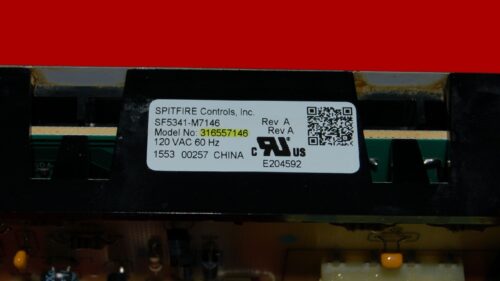 SPITFIRE Controls, Inc.
SF5341-M7146 Rev A
Model No: 316557146 Rev A
120 VAC 60 Hz
1553 00257 CHINA C RU US
E204592